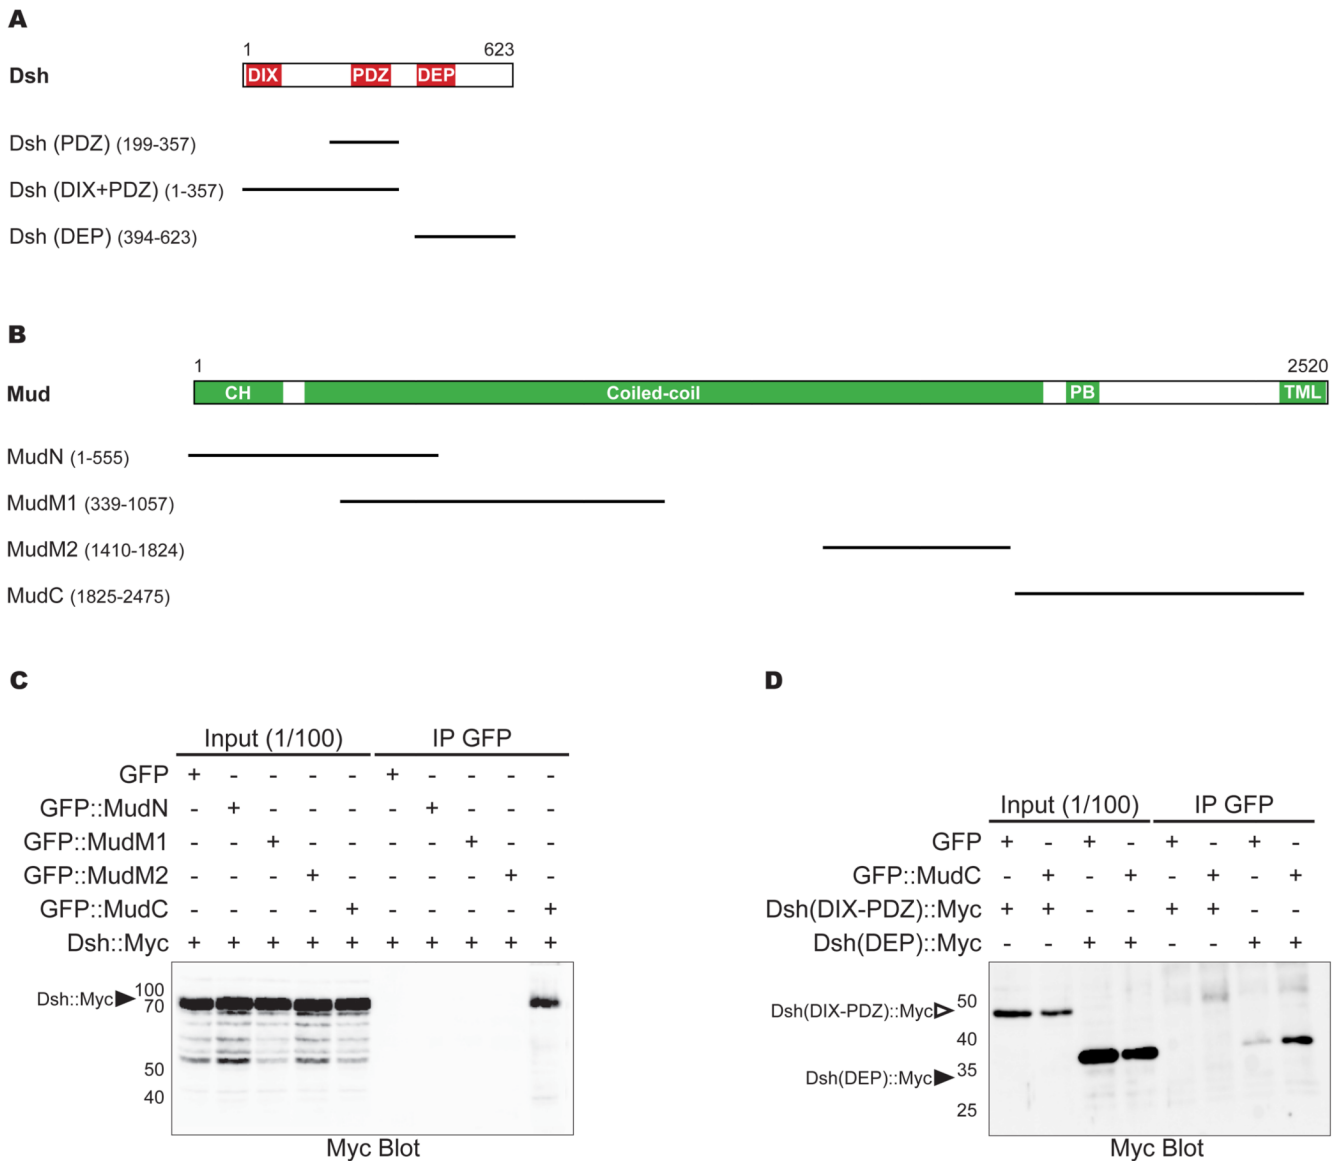 A
1 623
Dsh DIX PDZ DEP
Dsh (PDZ) (199-357)
Dsh (DIX+PDZ) (1-357)
Dsh (DEP) (394-623)
B
1 2520
Mud CH Coiled-coil PB TML
MudN (1-555)
MudM1 (339-1057)
MudM2 (1410-1824)
MudC (1825-2475)
C
Input (1/100) IP GFP
GFP + - - - - + - - - -
GFP::MudN - + - - - - + - - -
GFP::MudM1 - - + - - - - + - -
GFP::MudM2 - - - + - - - - + -
GFP::MudC - - - - + - - - - +
Dsh::Myc + + + + + + + + + +
Dsh::Myc 100
70
50
40
Myc Blot
D
Input (1/100) IP GFP
GFP + - + - + - + -
GFP::MudC - + - + - + - +
Dsh(DIX-PDZ)::Myc + + - - + + - -
Dsh(DEP)::Myc - - + + - - + +
50
Dsh(DIX-PDZ)::Myc
40
35
Dsh(DEP)::Myc
25
Myc Blot